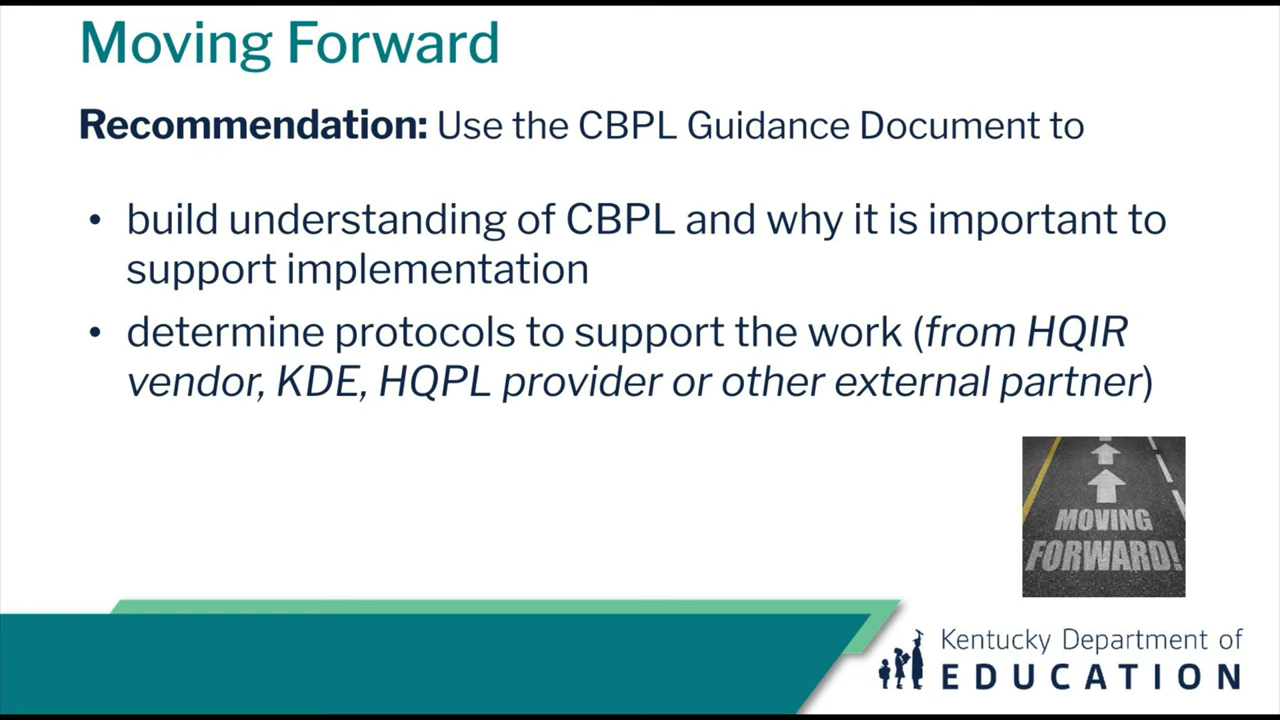 Moving Forward
Recommendation: Use the CBPL Guidance Document to
• build understanding of CBPL and why it is important to
support implementation
• determine protocols to support the work (from HQIR
vendor, KDE, HQPL provider or other external partner)
MOVING
FORWARD!
Kentucky Department of
EDUCATION